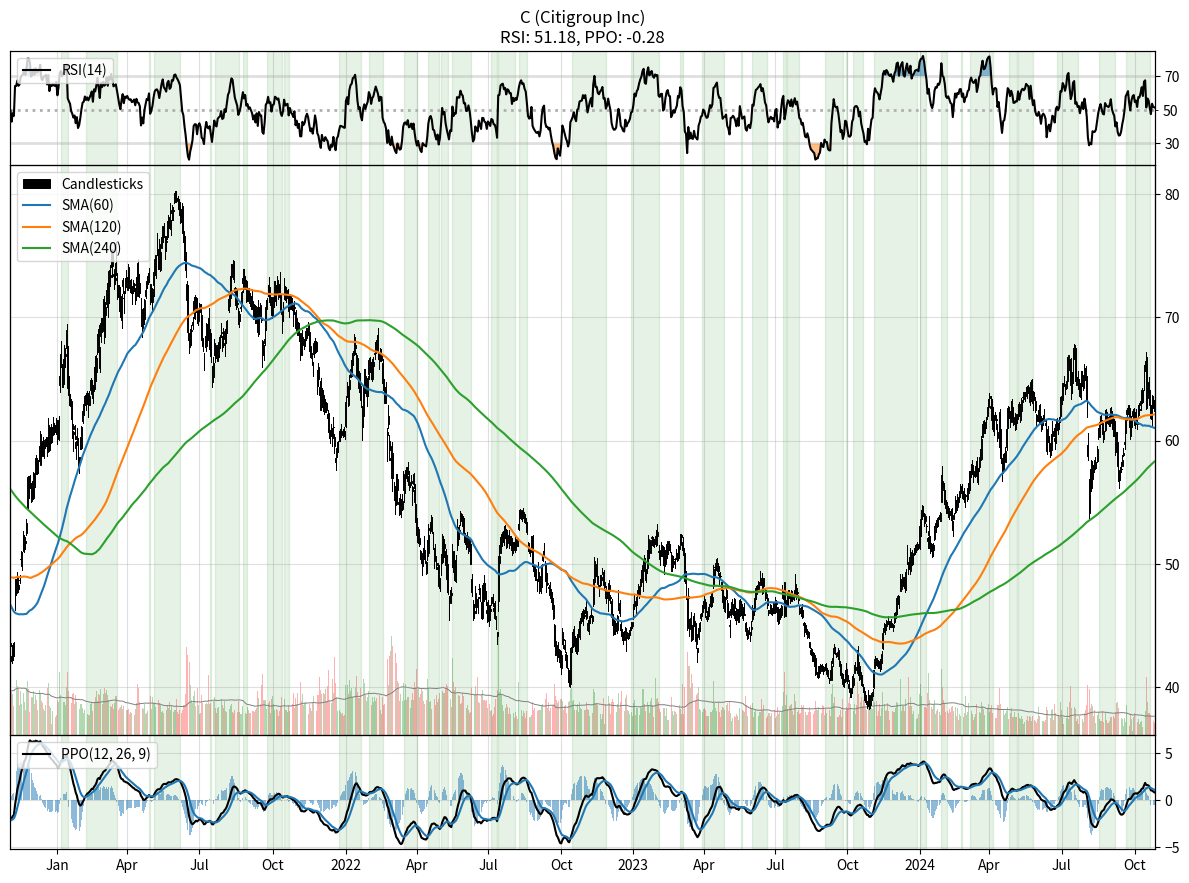 C (Citigroup Inc)
RSI: 51.18, PPO: -0.28
RSI(14)
70
50
30
Candlesticks
SMA(60)
SMA(120)
SMA(240)
80
70
60
50
40
PPO(12, 26, 9)
5
0
−5
Jan Apr Jul Oct 2022 Apr Jul Oct 2023 Apr Jul Oct 2024 Apr Jul Oct